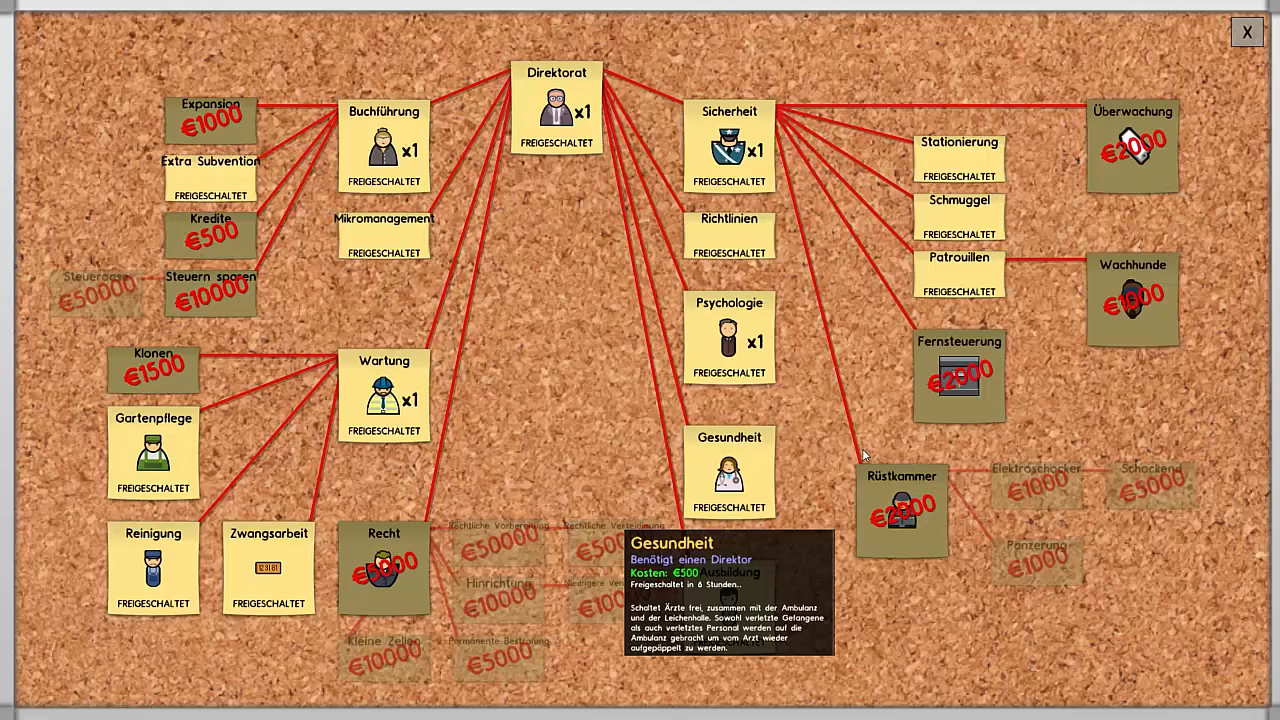 X
Direktorat
x1
FREIGESCHALTET
Expansion
€1000
Extra Subvention
FREIGESCHALTET
Kredite
€500
Steueroase
€50000
Steuern sparen
€10000
Buchführung
x1
FREIGESCHALTET
Mikromanagement
FREIGESCHALTET
Klonen
€1500
Gartenpflege
FREIGESCHALTET
Wartung
x1
FREIGESCHALTET
Reinigung
FREIGESCHALTET
Zwangsarbeit
FREIGESCHALTET
Recht
€5000
Rechtliche Vorbereitung
€50000
Rechtliche Verteidigung
Hinrichtung
€10000
Kleine Zellen
€10000
Permanente Bestrafung
€5000
Sicherheit
x1
FREIGESCHALTET
Richtlinien
FREIGESCHALTET
Psychologie
x1
FREIGESCHALTET
Gesundheit
FREIGESCHALTET
Ausbildung
Gesundheit
Benötigt einen Direktor
Kosten: €500
Freigeschaltet in 6 Stunden..
Schaltet Ärzte frei, zusammen mit der Ambulanz
und der Leichenhalle. Sowohl verletzte Gefangene
als auch verletztes Personal werden auf die
Ambulanz gebracht um vom Arzt wieder
aufgepäppelt zu werden.
Stationierung
FREIGESCHALTET
Schmuggel
FREIGESCHALTET
Patrouillen
FREIGESCHALTET
Fernsteuerung
€2000
Überwachung
€2000
Wachhunde
€1000
Rüstkammer
€2000
Elektroschocker
€1000
Schockend
€5000
Panzerung
€1000